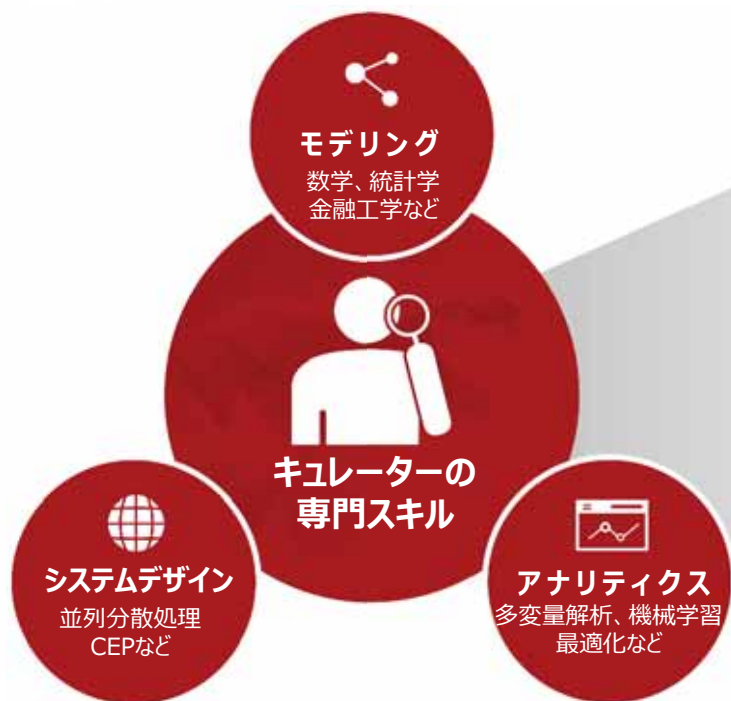 モデリング
数学、統計学
金融工学など
キュレーターの
専門スキル
システムデザイン
並列分散処理
CEPなど
アナリティクス
多変量解析、機械学習
最適化など